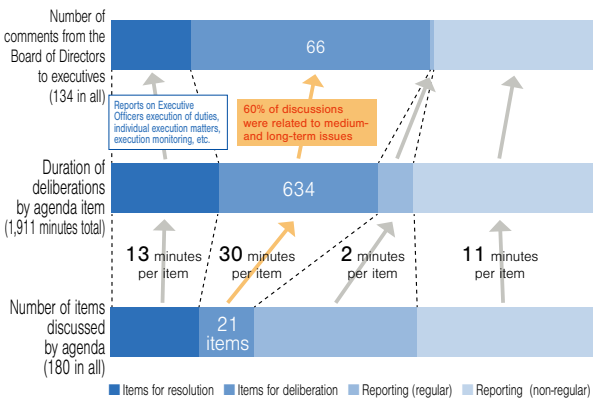 Number of
comments from the
Board of Directors
to executives
(134 in all)
66
Reports on Executive
Officers execution of duties,
individual execution matters,
execution monitoring, etc.
60% of discussions
were related to medium-
and long-term issues
Duration of
deliberations
by agenda item
(1,911 minutes total)
634
13 minutes
per item
30 minutes
per item
2 minutes
per item
11 minutes
per item
Number of items
discussed
by agenda
(180 in all)
21
items
Items for resolution
Items for deliberation
Reporting (regular)
Reporting (non-regular)